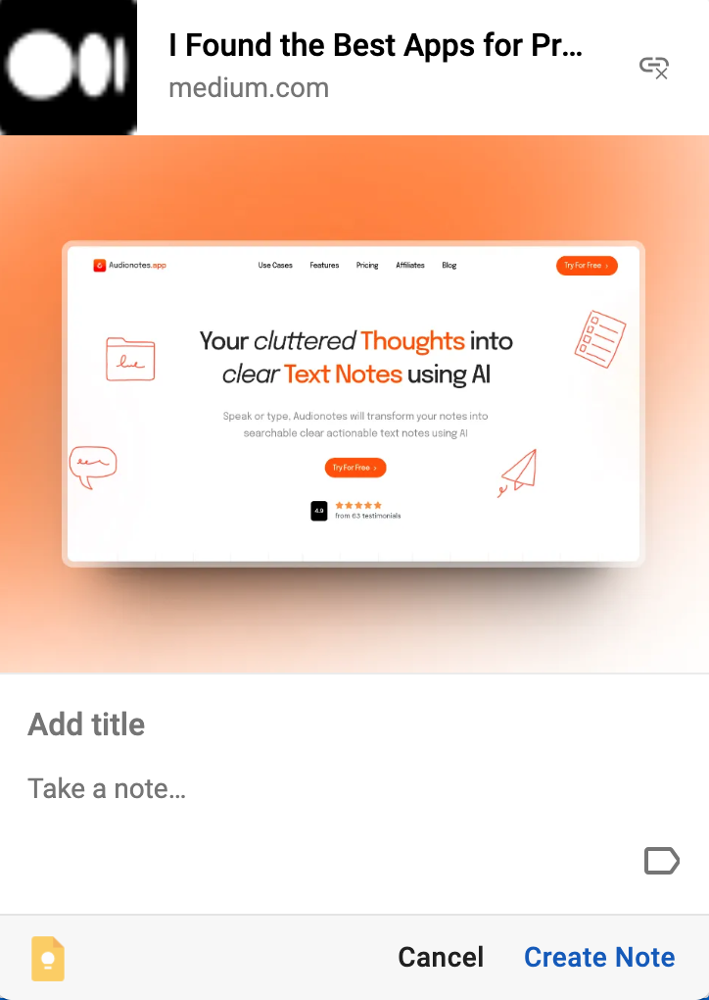 I Found the Best Apps for Pr...
medium.com
Audionotes.app
Use Cases Features Pricing Affiliates Blog
Try For Free >
Your cluttered Thoughts into
clear Text Notes using AI
Speak or type, Audionotes will transform your notes into
searchable clear actionable text notes using AI
Try For Free >
4.9
from 63 testimonials
Add title
Take a note...
Cancel Create Note